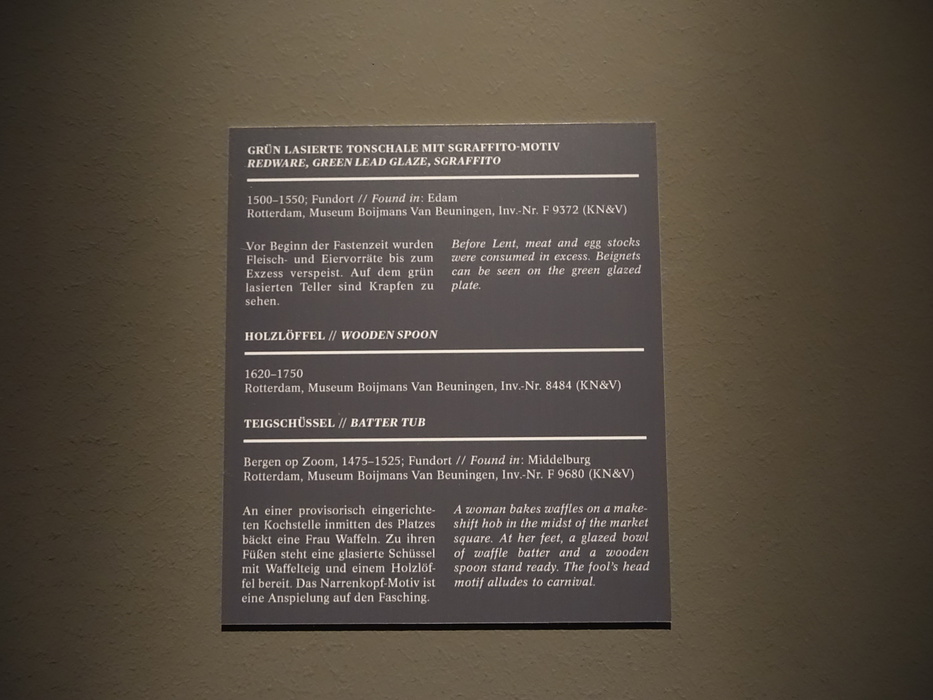 GRÜN LASIERTE TONSCHALE MIT SGRAFFITO-MOTIV
REDWARE, GREEN LEAD GLAZE, SGRAFFITO
1500–1550; Fundort // Found in: Edam
Rotterdam, Museum Boijmans Van Beuningen, Inv.-Nr. F 9372 (KN&V)
Vor Beginn der Fastenzeit wurden
Fleisch- und Eiervorräte bis zum
Exzess verspeist. Auf dem grün
lasierten Teller sind Krapfen zu
sehen.
Before Lent, meat and egg stocks
were consumed in excess. Beignets
can be seen on the green glazed
plate.
HOLZLÖFFEL // WOODEN SPOON
1620–1750
Rotterdam, Museum Boijmans Van Beuningen, Inv.-Nr. 8484 (KN&V)
TEIGSCHÜSSEL // BATTER TUB
Bergen op Zoom, 1475–1525; Fundort // Found in: Middelburg
Rotterdam, Museum Boijmans Van Beuningen, Inv.-Nr. F 9680 (KN&V)
An einer provisorisch eingerichte-
ten Kochstelle inmitten des Platzes
bäckt eine Frau Waffeln. Zu ihren
Füßen steht eine glasierte Schüssel
mit Waffelteig und einem Holzlöf-
fel bereit. Das Narrenkopf-Motiv ist
eine Anspielung auf den Fasching.
A woman bakes waffles on a make-
shift hob in the midst of the market
square. At her feet, a glazed bowl
of waffle batter and a wooden
spoon stand ready. The fool's head
motif alludes to carnival.